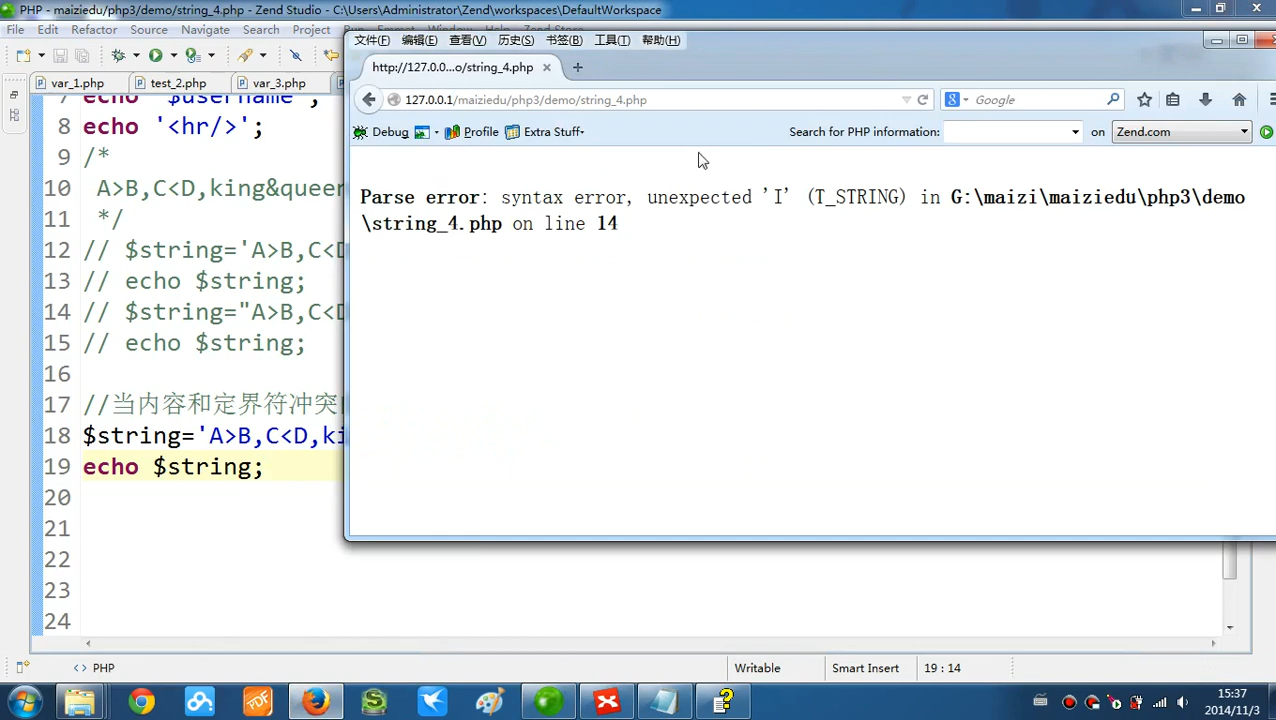 PHP - maiziedu/php3/demo/string_4.php - Zend Studio - C:\Users\Administrator\Zend\workspaces\DefaultWorkspace
File Edit Source Refactor Navigate Search Project
文件(F) 编辑(E) 查看(V) 历史(S) 书签(B) 工具(T) 帮助(H)
http://127.0.0...o/string_4.php
var_1.php test_2.php var_3.php
127.0.0.1/maiziedu/php3/demo/string_4.php
Google
Debug Profile Extra Stuff Search for PHP information: on Zend.com
echo "$username";
8 echo '<hr/>';
9 /*
10 A>B,C<D,king&queen
11 */
12 // $string='A>B,C<D
13 // echo $string;
14 // $string="A>B,C<D
15 // echo $string;
16
17 //当内容和定界符冲突
18 $string='A>B,C<D,ki
19 echo $string;
20
21
22
23
24
Parse error: syntax error, unexpected 'I' (T_STRING) in G:\maizi\maiziedu\php3\demo
\string_4.php on line 14
PHP Writable Smart Insert 19 : 14
PDF
15:37
2014/11/3